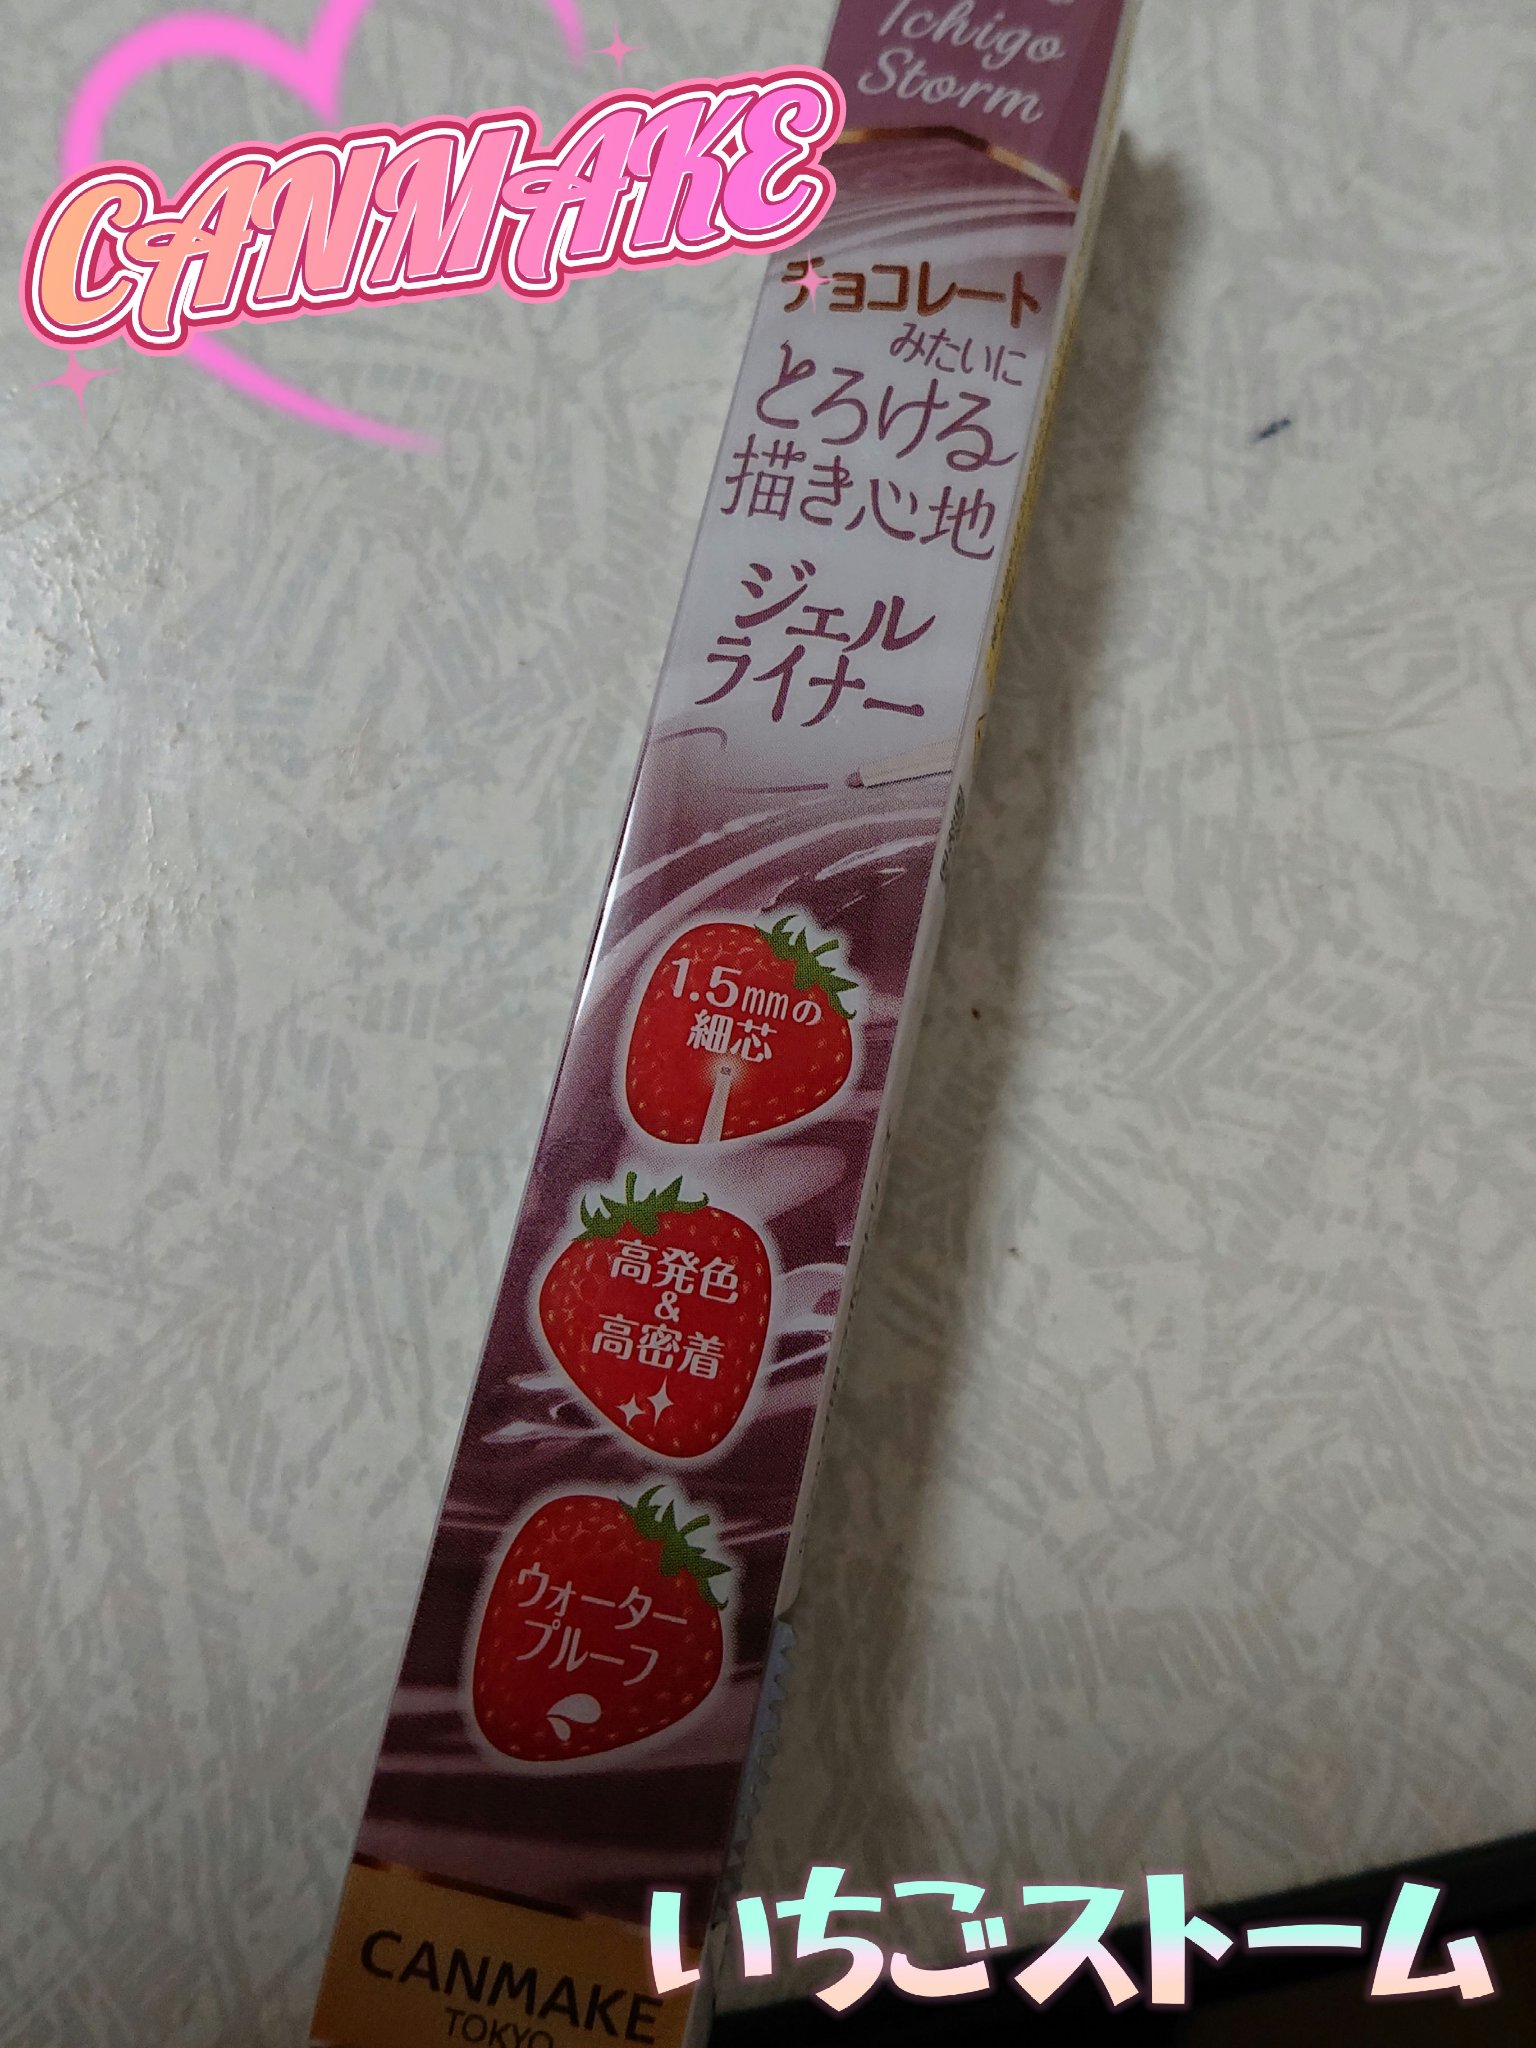 Ichigo
Storm
CANMAKE
チョコレート
みたいに
とろける
描き心地
ジェル
ライナー
1.5mmの
細芯
高発色
&
高密着
ウォーター
プルーフ
いちごストーム
CANMAKE
TOKYO